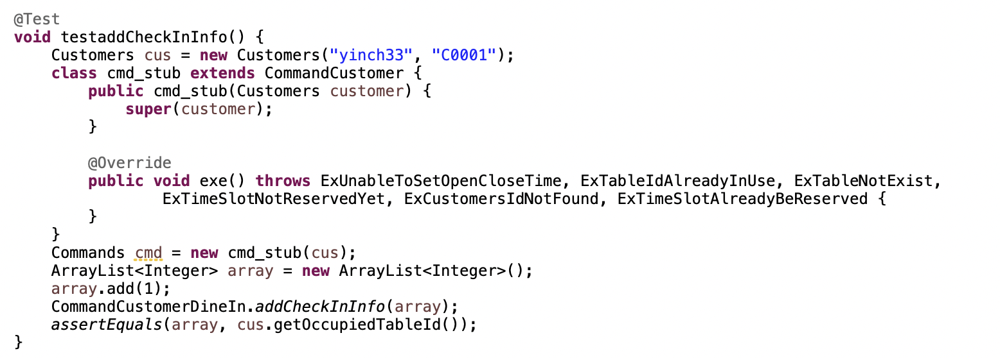 @Test
void testaddCheckInInfo() {
    Customers cus = new Customers("yinch33", "C0001");
    class cmd_stub extends CommandCustomer {
        public cmd_stub(Customers customer) {
            super(customer);
        }

        @Override
        public void exe() throws ExUnableToSetOpenCloseTime, ExTableIdAlreadyInUse, ExTableNotExist,
                ExTimeSlotNotReservedYet, ExCustomersIdNotFound, ExTimeSlotAlreadyBeReserved {
        }
    }
    Commands cmd = new cmd_stub(cus);
    ArrayList<Integer> array = new ArrayList<Integer>();
    array.add(1);
    CommandCustomerDineIn.addCheckInInfo(array);
    assertEquals(array, cus.getOccupiedTableId());
}